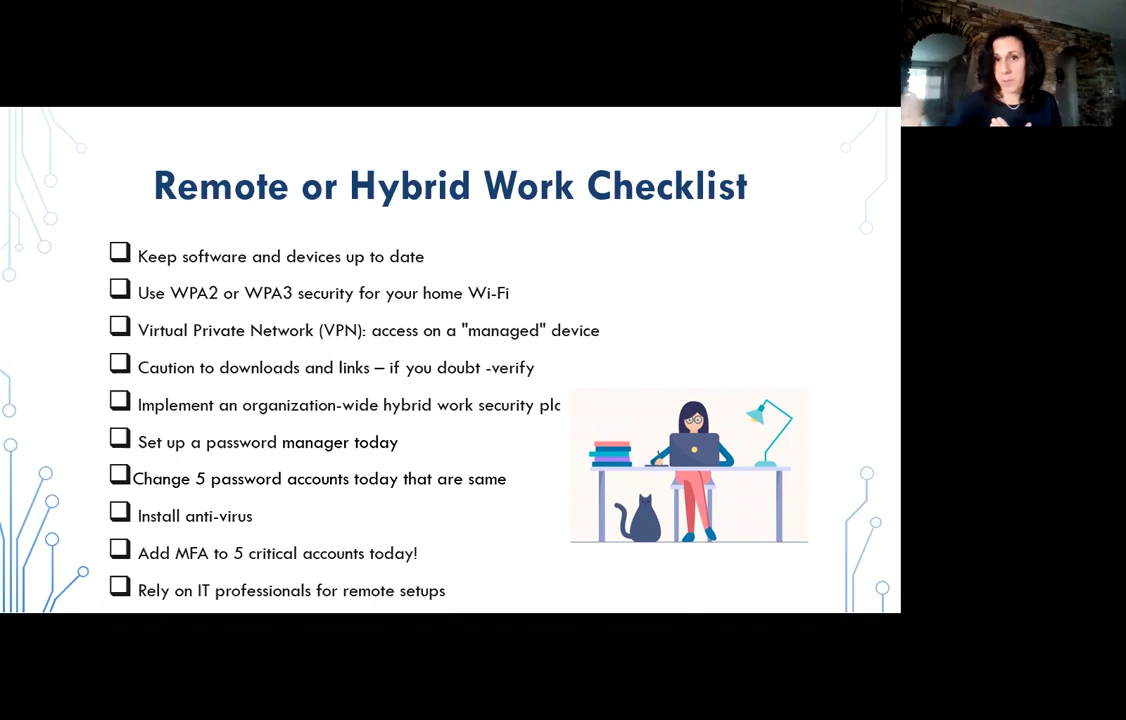 Remote or Hybrid Work Checklist
Keep software and devices up to date
Use WPA2 or WPA3 security for your home Wi-Fi
Virtual Private Network (VPN): access on a "managed" device
Caution to downloads and links – if you doubt -verify
Implement an organization-wide hybrid work security
Set up a password manager today
Change 5 password accounts today that are same
Install anti-virus
Add MFA to 5 critical accounts today!
Rely on IT professionals for remote setups